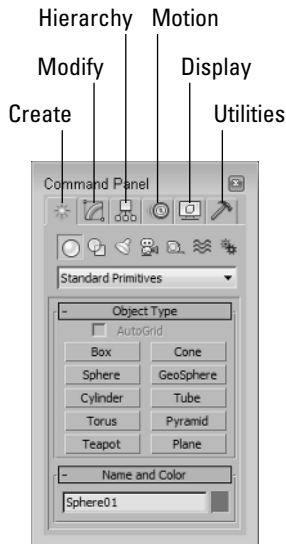 Hierarchy Motion
Modify Display
Create Utilities
Command Panel
Standard Primitives
- Object Type
AutoGrid
Box Cone
Sphere GeoSphere
Cylinder Tube
Torus Pyramid
Teapot Plane
- Name and Color
Sphere01